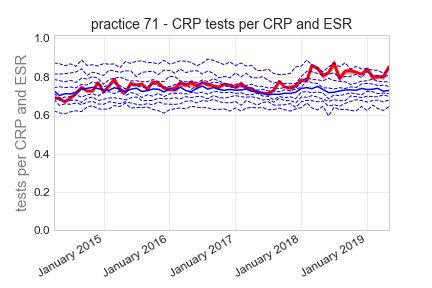 practice 71 - CRP tests per CRP and ESR
tests per CRP and ESR
1.0
0.8
0.6
0.4
0.2
0.0
January 2015
January 2016
January 2017
January 2018
January 2019